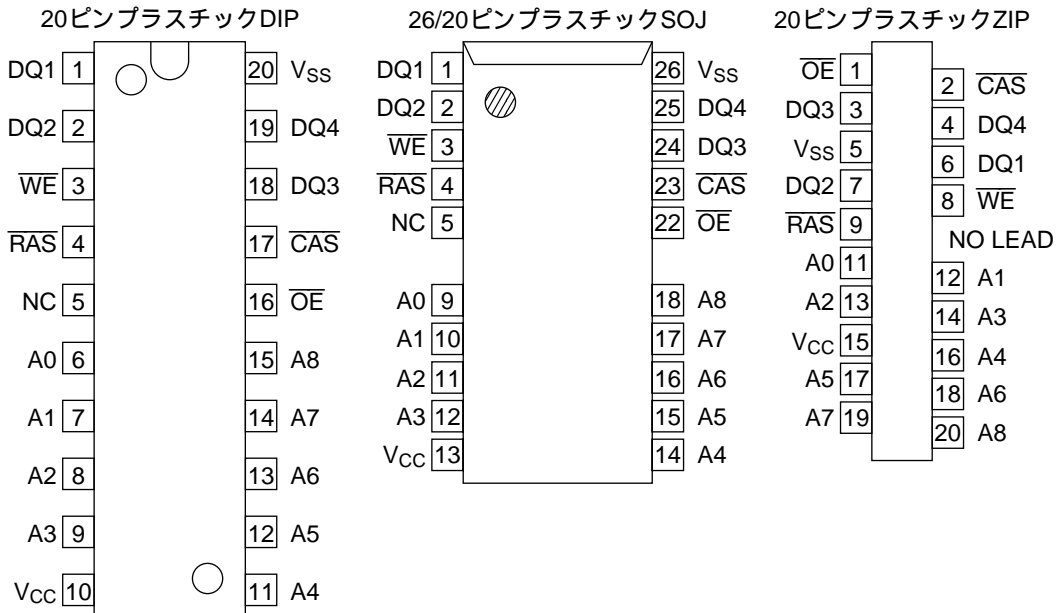 20ピンプラスチックDIP
DQ1 1
20 VSS
DQ2 2
19 DQ4
WE 3
18 DQ3
RAS 4
17 CAS
NC 5
16 OE
A0 6
15 A8
A1 7
14 A7
A2 8
13 A6
A3 9
12 A5
VCC 10
11 A4
26/20ピンプラスチックSOJ
DQ1 1
26 VSS
DQ2 2
25 DQ4
WE 3
24 DQ3
RAS 4
23 CAS
NC 5
22 OE
A0 9
18 A8
A1 10
17 A7
A2 11
16 A6
A3 12
15 A5
VCC 13
14 A4
20ピンプラスチックZIP
OE 1
2 CAS
DQ3 3
4 DQ4
VSS 5
6 DQ1
DQ2 7
8 WE
RAS 9
NO LEAD
A0 11
12 A1
A2 13
14 A3
VCC 15
16 A4
A5 17
18 A6
A7 19
20 A8